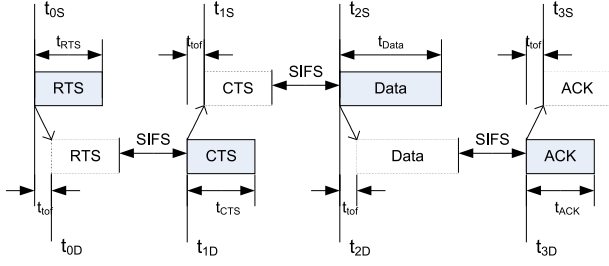 t0S
t1S
t2S
t3S
tRTS
ttof
tData
ttof
RTS
CTS
SIFS
Data
ACK
RTS
SIFS
CTS
Data
SIFS
ACK
ttof
tCTS
ttof
tACK
t0D
t1D
t2D
t3D